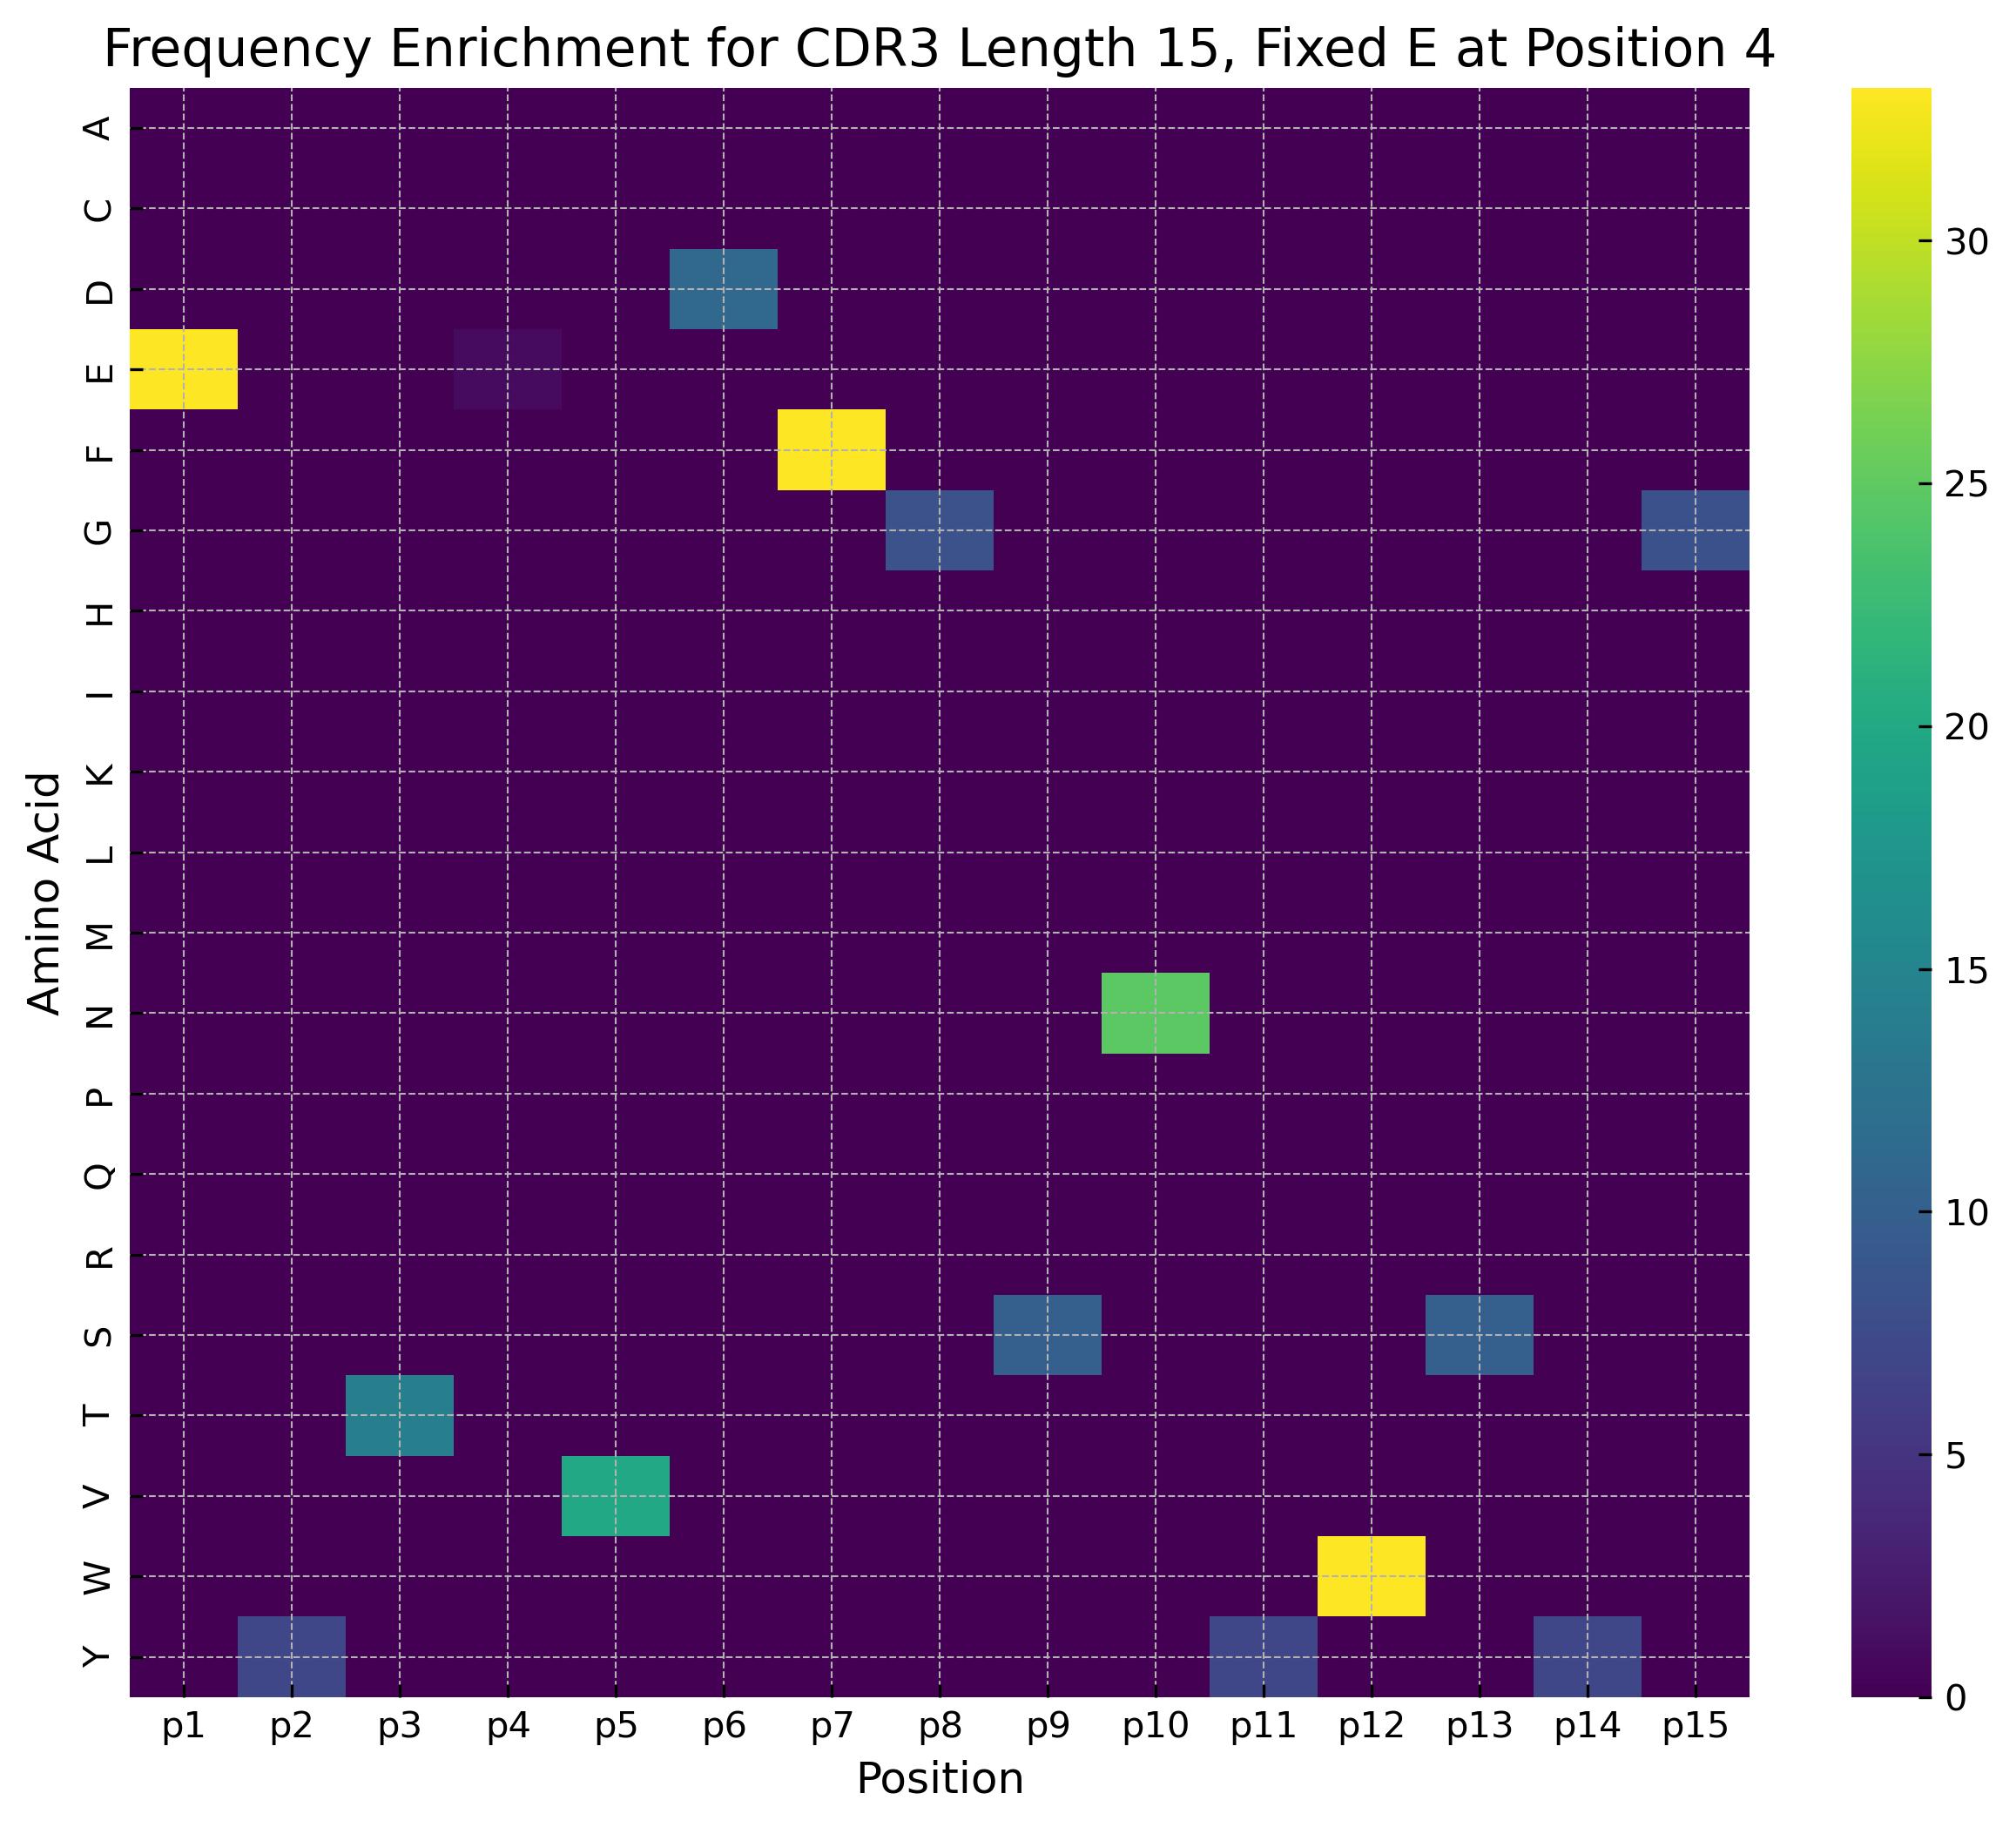 Frequency Enrichment for CDR3 Length 15, Fixed E at Position 4
Amino Acid
A
C
D
E
F
G
H
I
K
L
M
N
P
Q
R
S
T
V
W
Y
p1 p2 p3 p4 p5 p6 p7 p8 p9 p10 p11 p12 p13 p14 p15
Position
30
25
20
15
10
5
0